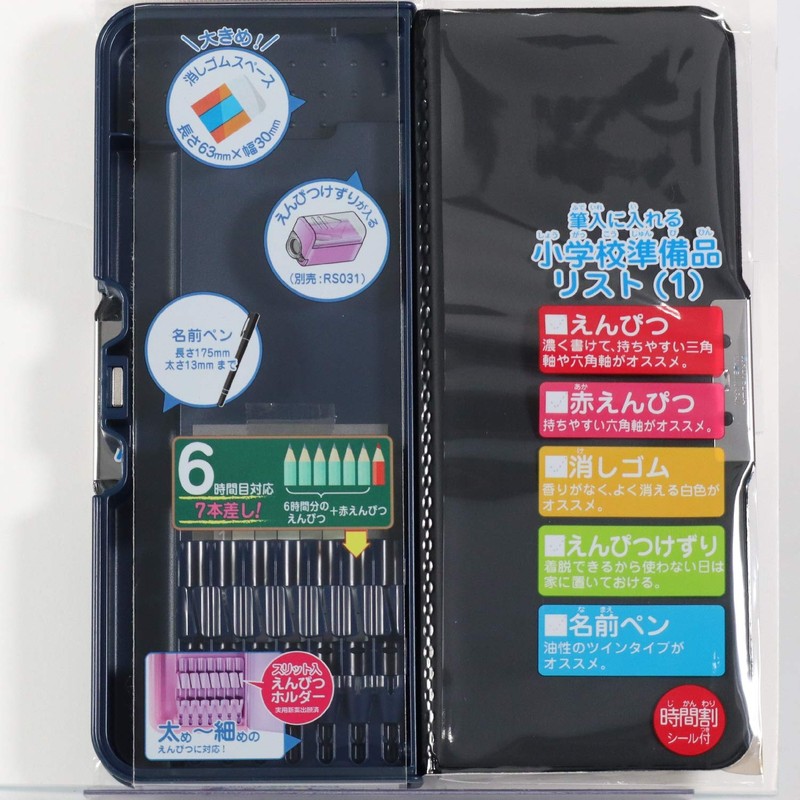 大きめ!
消しゴムスペース
長さ63mm×幅30mm
えんぴつけずりが入る
(別売:RS031)
名前ペン
長さ175mm
太さ13mmまで
6時間目対応
7本差し!
6時間分の
えんぴつ
+赤えんぴつ
スリット入
えんぴつ
ホルダー
実用新案出願済
太め〜細めの
えんぴつに対応!
筆入に入れる
小学校準備品
リスト(1)
えんぴつ
濃く書けて、持ちやすい三角
軸や六角軸がオススメ。
赤えんぴつ
持ちやすい六角軸がオススメ。
消しゴム
香りがなく、よく消える白色が
オススメ。
えんぴつけずり
着脱できるから使わない日は
家に置いておける。
名前ペン
油性のツインタイプが
オススメ。
時間割
シール付